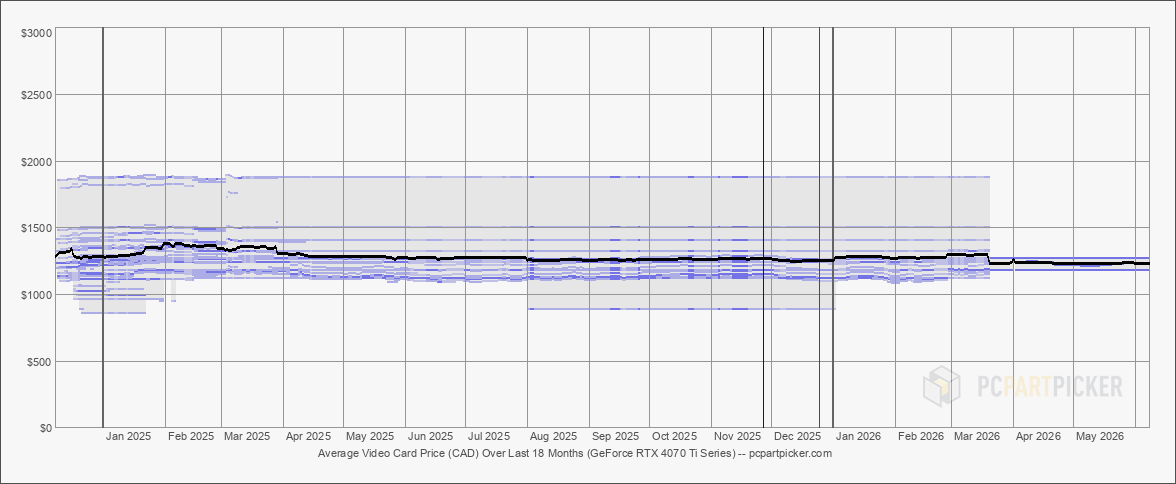 $3000
$2500
$2000
$1500
$1000
$500
$0
Jan 2025 Feb 2025 Mar 2025 Apr 2025 May 2025 Jun 2025 Jul 2025 Aug 2025 Sep 2025 Oct 2025 Nov 2025 Dec 2025 Jan 2026 Feb 2026 Mar 2026 Apr 2026 May 2026
Average Video Card Price (CAD) Over Last 18 Months (GeForce RTX 4070 Ti Series) -- pcpartpicker.com
PCPARTPICKER